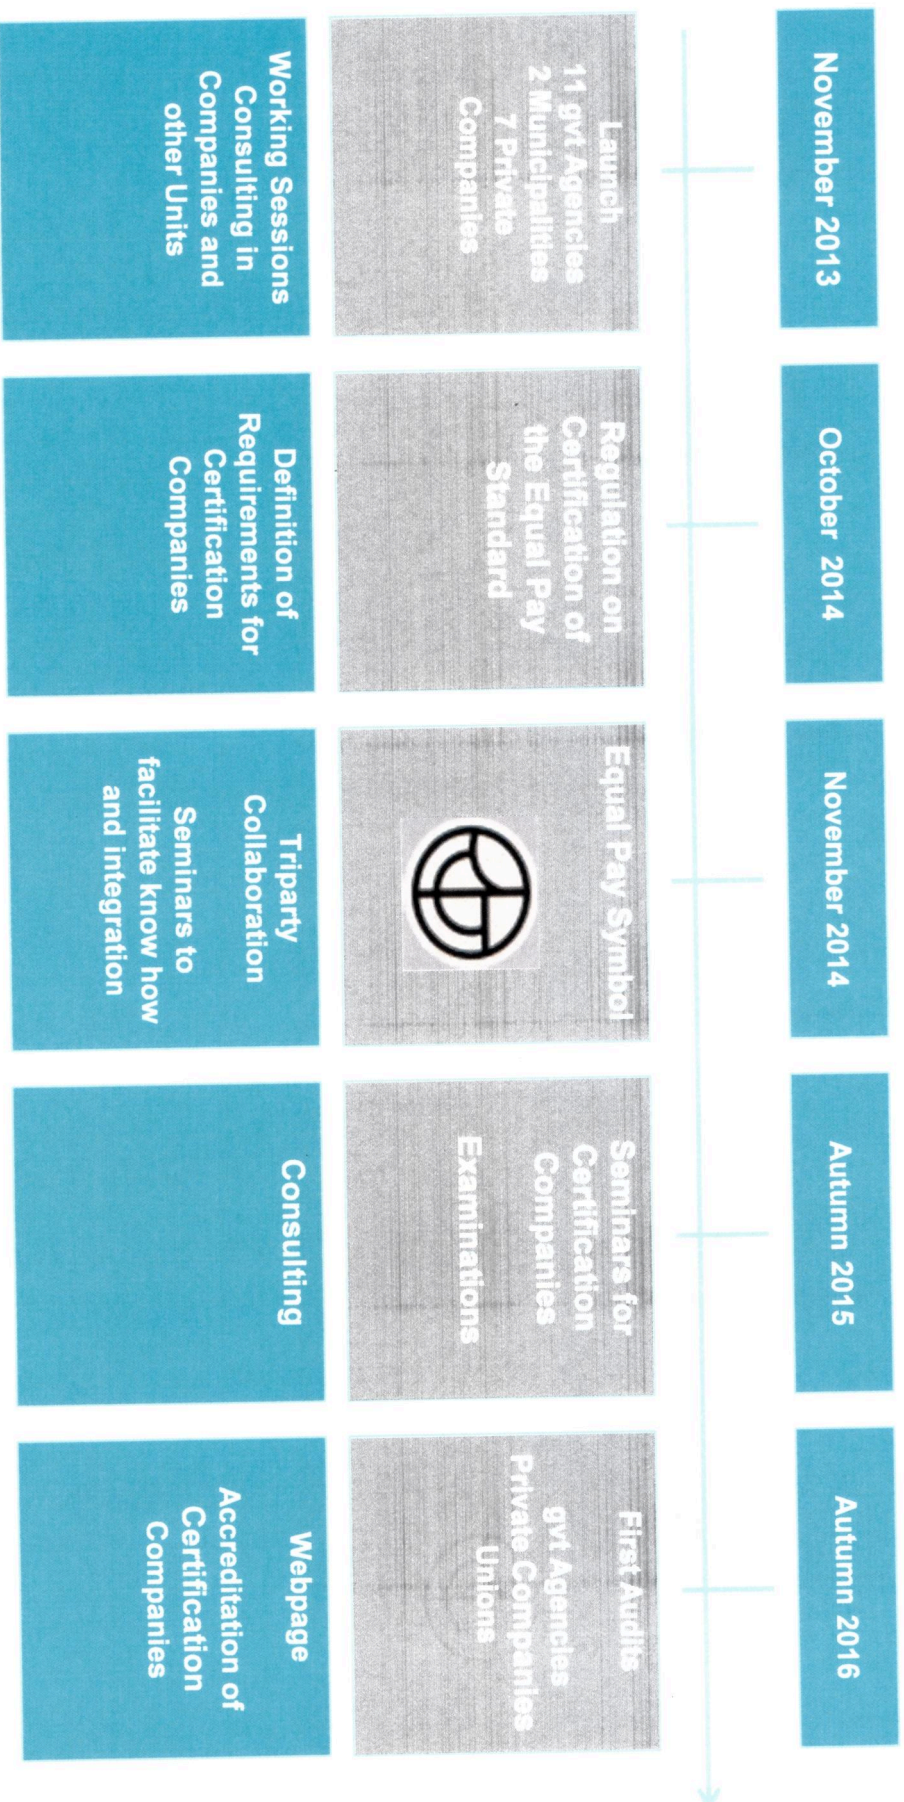 November 2013
October 2014
November 2014
Autumn 2015
Autumn 2016
Launch
11 gvt Agencies
2 Municipalities
7 Private
Companies
Regulation on
Certification of
the Equal Pay
Standard
Equal Pay Symbol
Seminars for
Certification
Companies
Examinations
First Audits
gvt Agencies
Private Companies
Unions
Working Sessions
Consulting in
Companies and
other Units
Definition of
Requirements for
Certification
Companies
Triparty
Collaboration
Seminars to
facilitate know how
and integration
Consulting
Webpage
Accreditation of
Certification
Companies